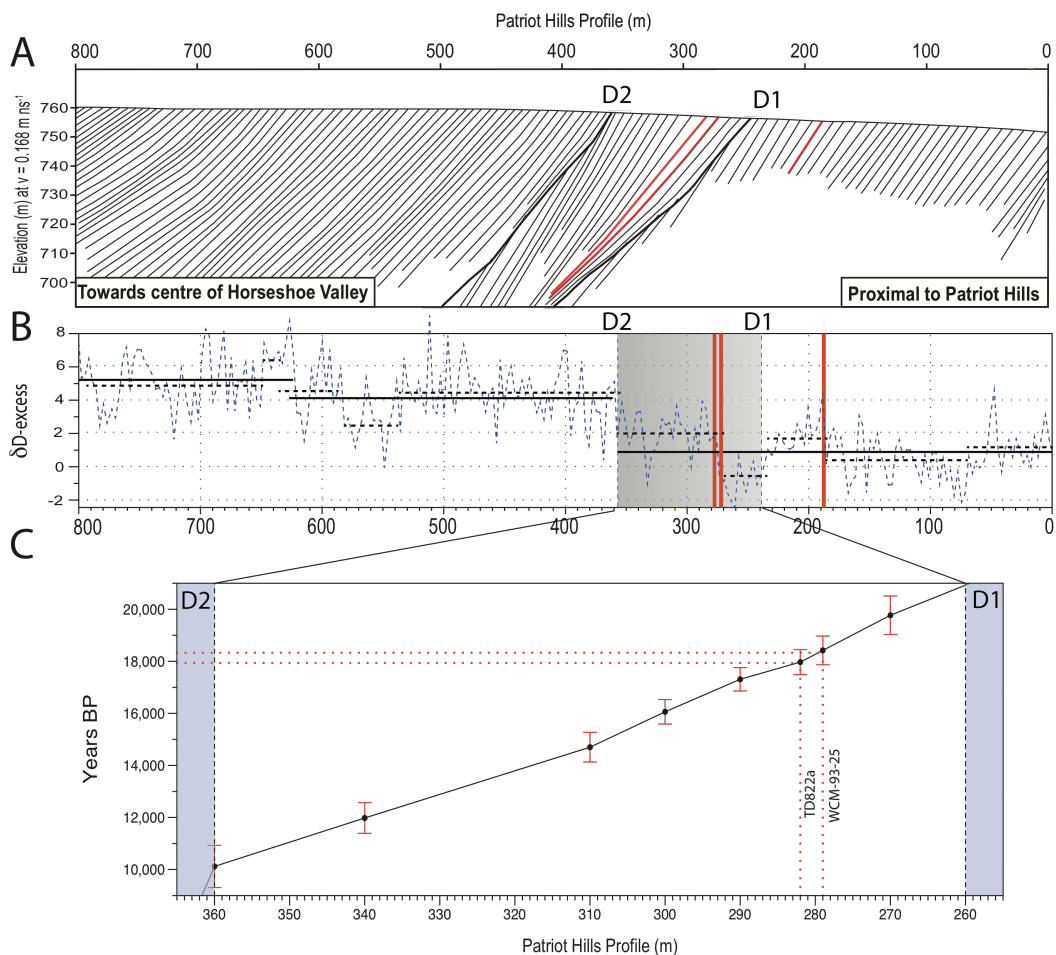 Patriot Hills Profile (m)
A
800 700 600 500 400 300 200 100 0
D2 D1
760
750
740
730
720
710
700
Elevation (m) at v = 0.168 m ns⁻¹
Towards centre of Horseshoe Valley
Proximal to Patriot Hills
B
D2 D1
8
6
4
2
0
-2
δD-excess
800 700 600 500 400 300 200 100 0
C
D2 D1
20,000
18,000
16,000
14,000
12,000
10,000
Years BP
TD822a
WCM-93-25
360 350 340 330 320 310 300 290 280 270 260
Patriot Hills Profile (m)